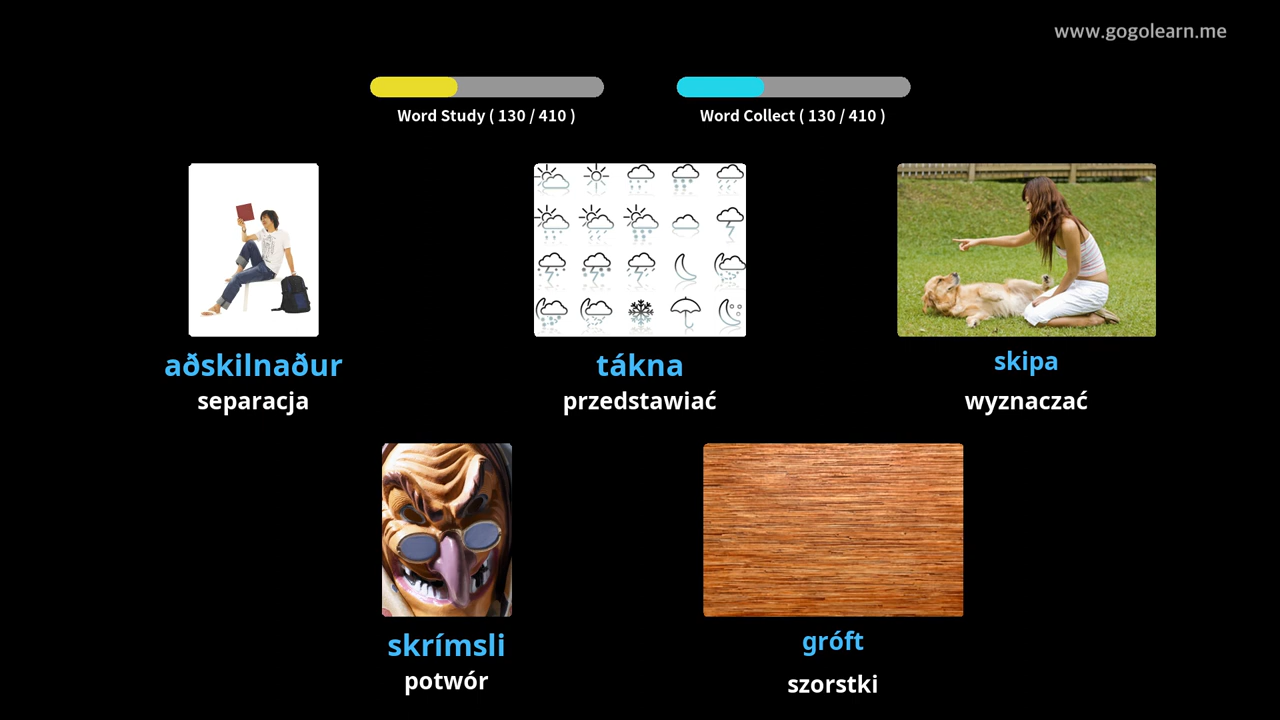 www.gogolearn.me
Word Study ( 130 / 410 )
Word Collect ( 130 / 410 )
aðskilnaður
separacja
tákna
przedstawiać
skipa
wyznaczać
skrímsli
potwór
gróft
szorstki